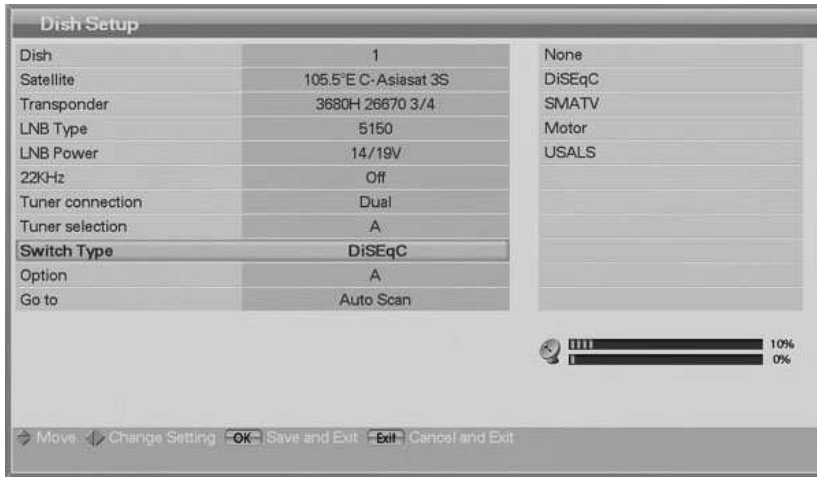 Dish Setup
Dish 1
Satellite 105.5°E C-Asiasat 3S
Transponder 3680H 26670 3/4
LNB Type 5150
LNB Power 14/19V
22KHz Off
Tuner connection Dual
Tuner selection A
Switch Type DiSEqC
Option A
Go to Auto Scan
None
DiSEqC
SMATV
Motor
USALS
10%
0%
Move Change Setting OK Save and Exit Exit Cancel and Exit